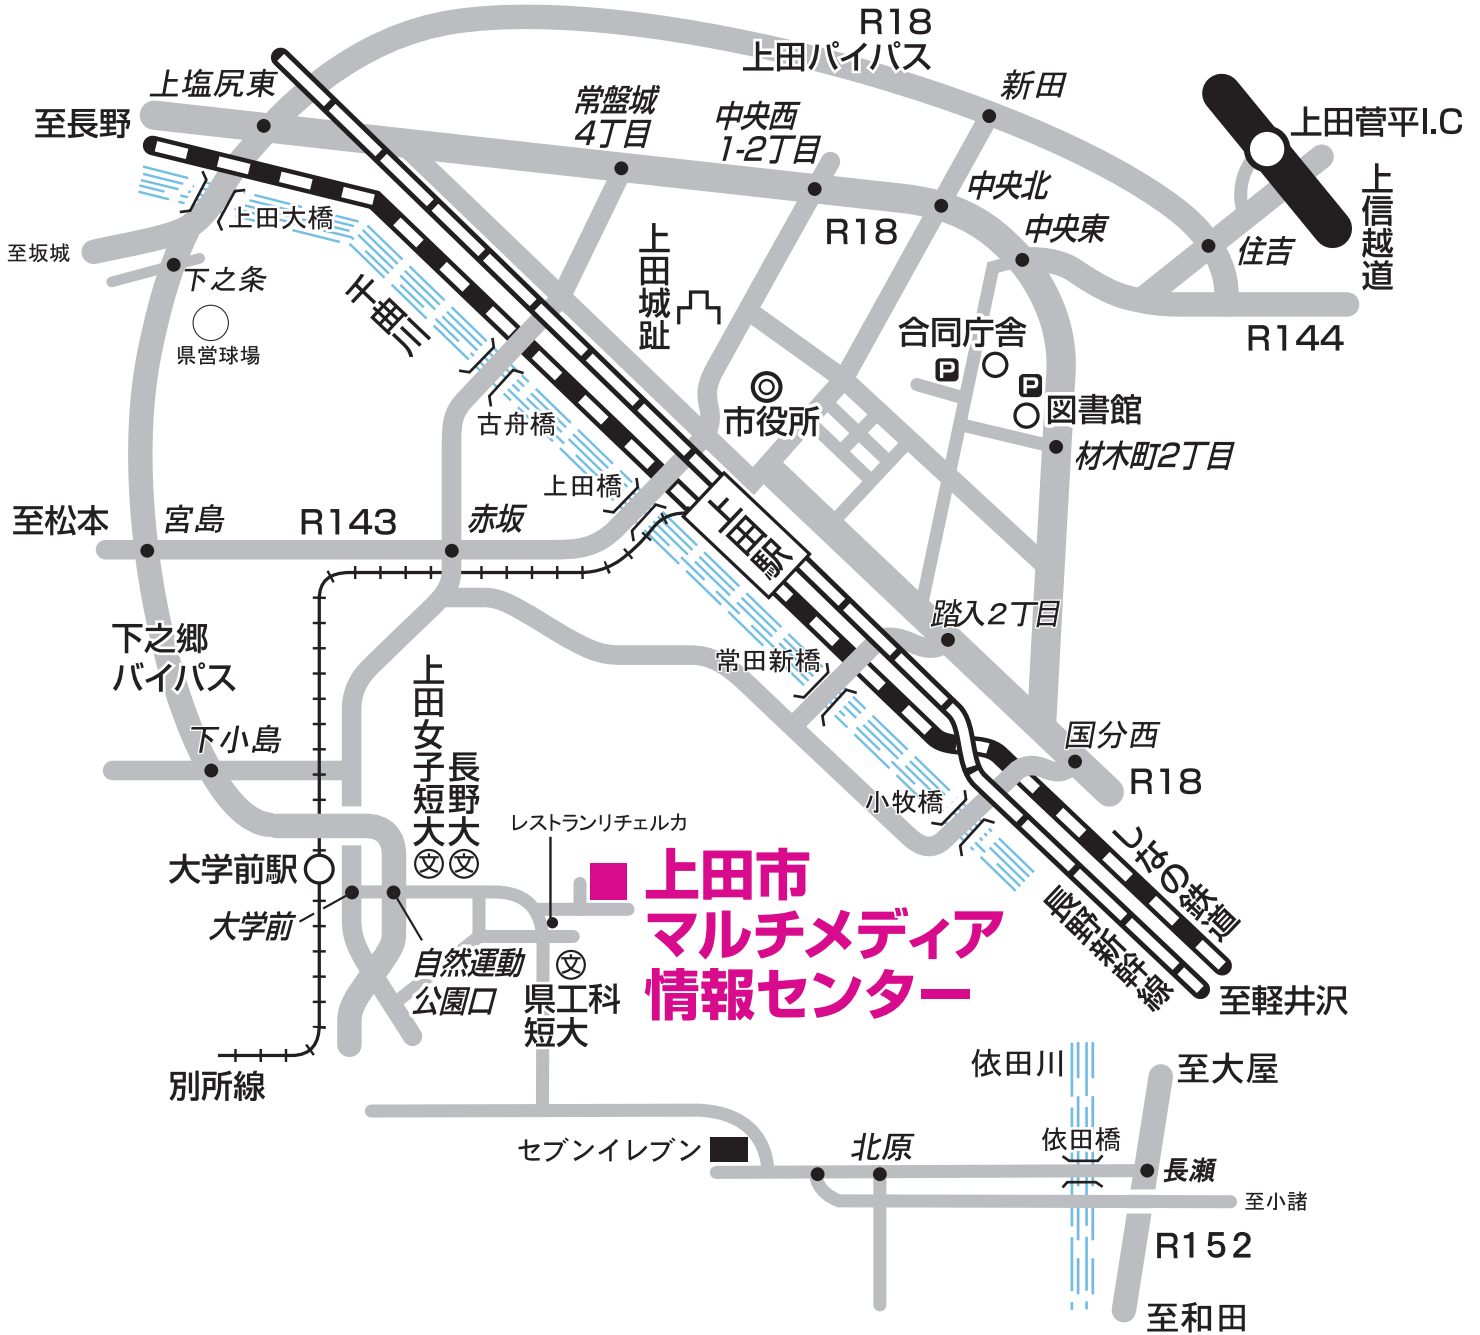 R18
上田バイパス
上塩尻東
至長野
常盤城
4丁目
中央西
1-2丁目
新田
上田菅平I.C
上信越道
中央北
中央東
住吉
R18
R144
上田大橋
至坂城
下之条
県営球場
千曲川
上田城趾
合同庁舎
P
P
図書館
材木町2丁目
市役所
古舟橋
上田橋
至松本
宮島
R143
赤坂
上田駅
踏入2丁目
常田新橋
下之郷
バイパス
下小島
国分西
R18
小牧橋
上田女子短大
長野大
文
文
レストランリチェルカ
大学前駅
大学前
上田市
マルチメディア
情報センター
自然運動
公園口
文
県工科
短大
しなの鉄道
長野新幹線
至軽井沢
別所線
依田川
至大屋
セブンイレブン
北原
依田橋
長瀬
至小諸
R152
至和田